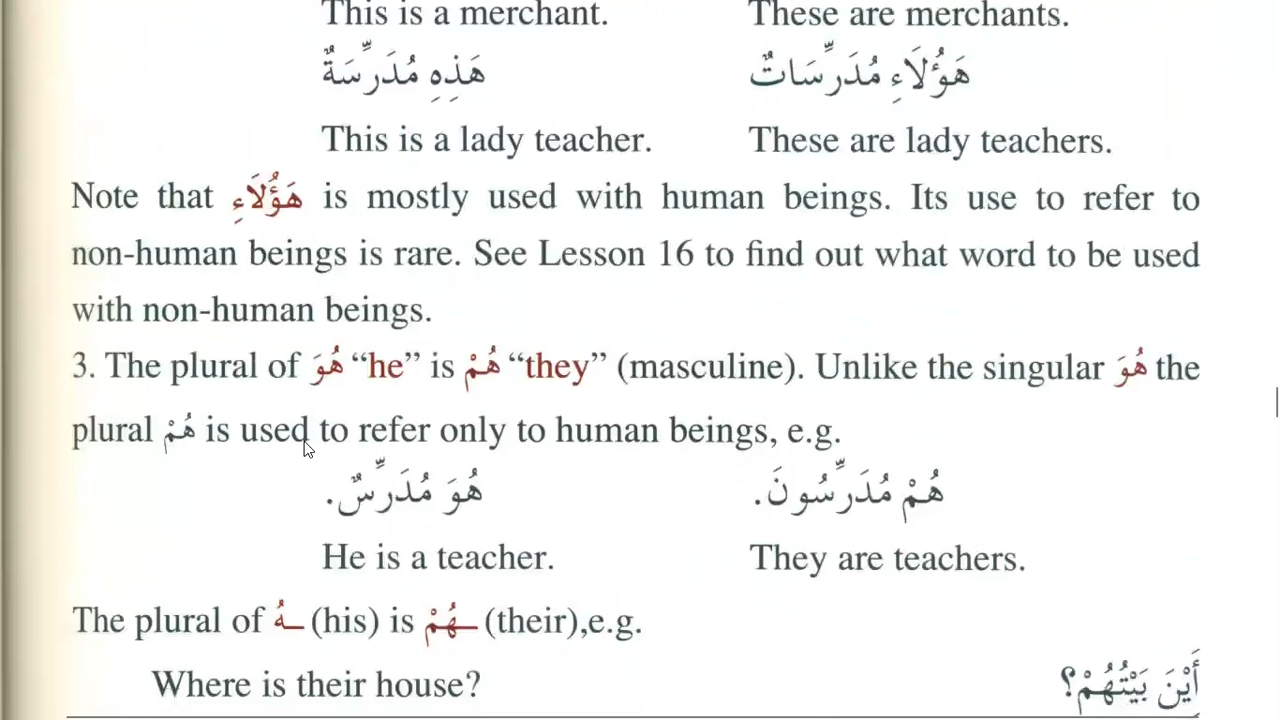 This is a merchant. These are merchants.
هَذِهِ مُدَرِّسَةٌ هَؤُلَاءِ مُدَرِّسَاتٌ
This is a lady teacher. These are lady teachers.
Note that هَؤُلَاءِ is mostly used with human beings. Its use to refer to
non-human beings is rare. See Lesson 16 to find out what word to be used
with non-human beings.
3. The plural of هُوَ “he” is هُمْ “they” (masculine). Unlike the singular هُوَ the
plural هُمْ is used to refer only to human beings, e.g.
هُوَ مُدَرِّسٌ. هُمْ مُدَرِّسُونَ.
He is a teacher. They are teachers.
The plural of ـهُ (his) is ـهُمْ (their),e.g.
Where is their house? أَيْنَ بَيْتُهُمْ؟